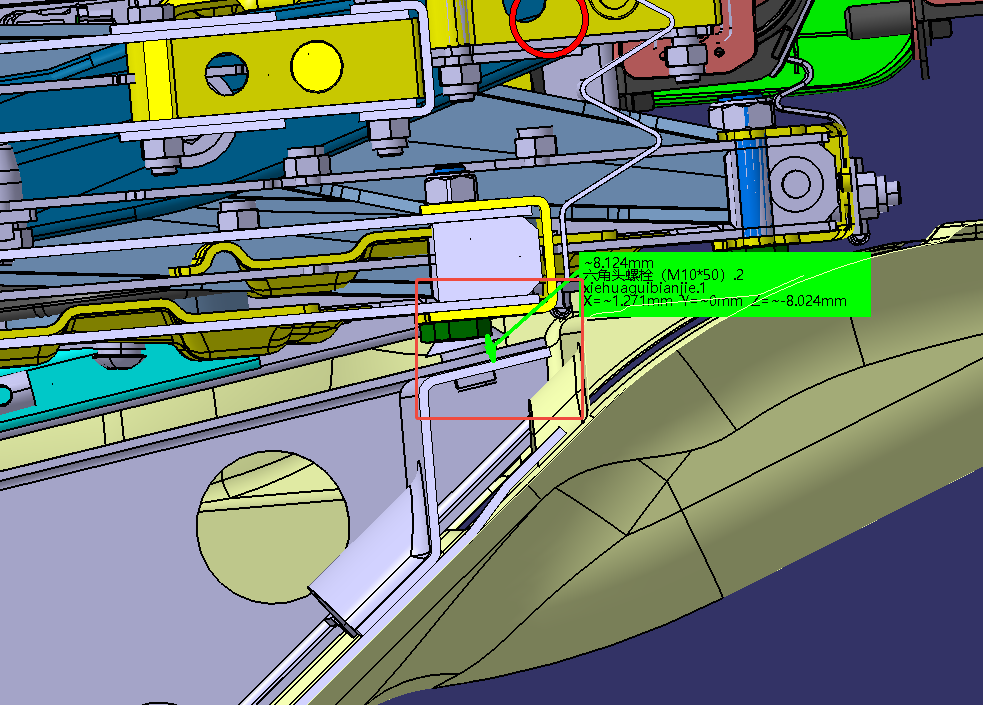 ~8.124mm
六角头螺栓（M10*50）.2
xiehuaguibianjie.1
X=~1.271mm Y=~0mm Z=~-8.024mm